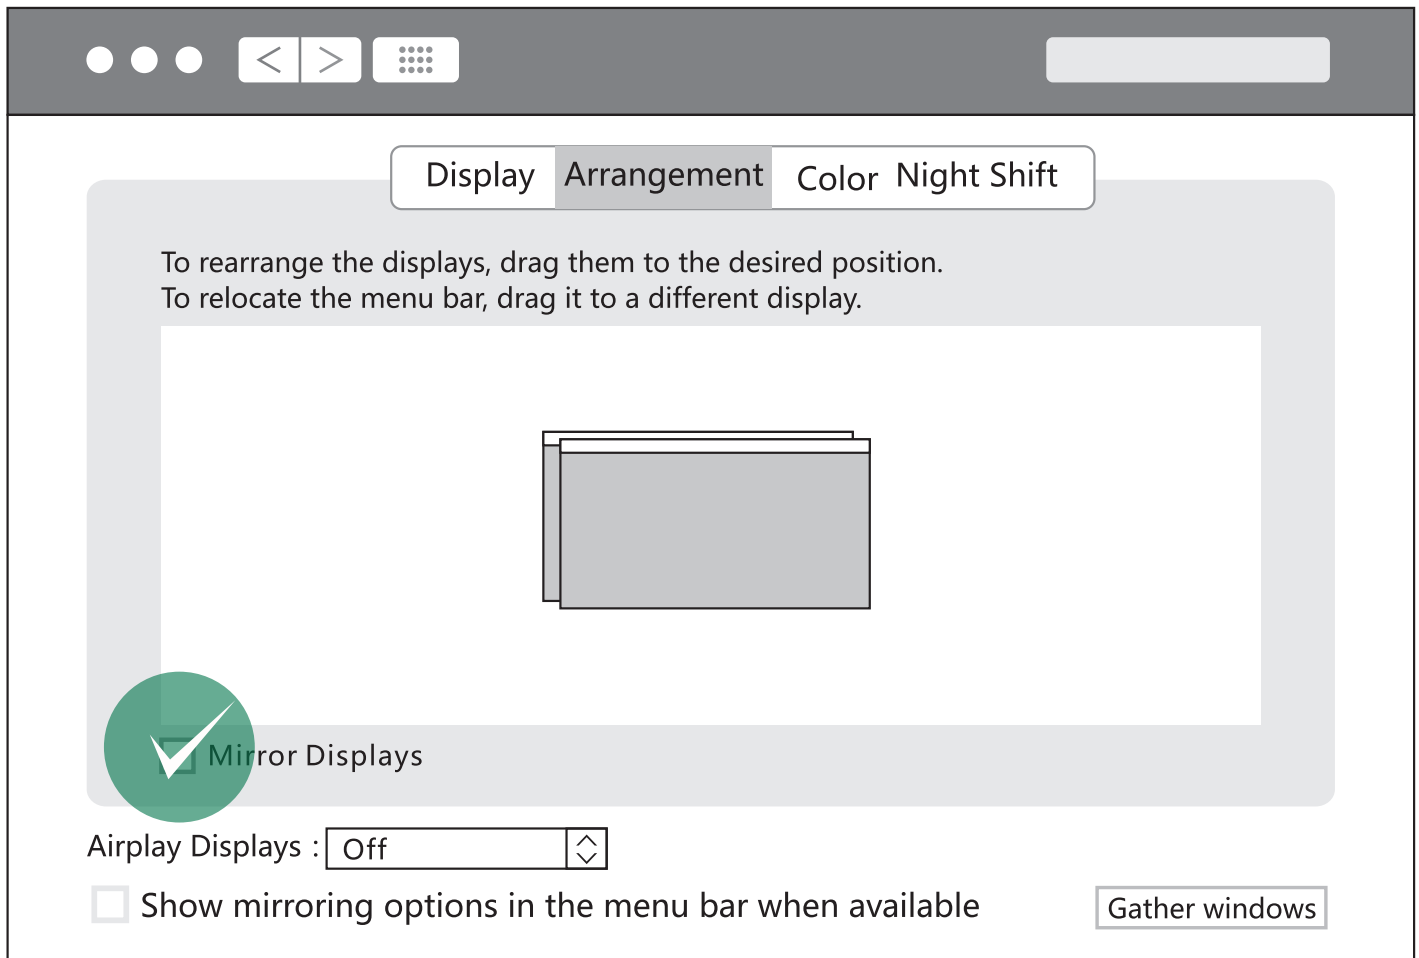 Display Arrangement Color Night Shift
To rearrange the displays, drag them to the desired position.
To relocate the menu bar, drag it to a different display.
Mirror Displays
Airplay Displays : Off
Show mirroring options in the menu bar when available
Gather windows